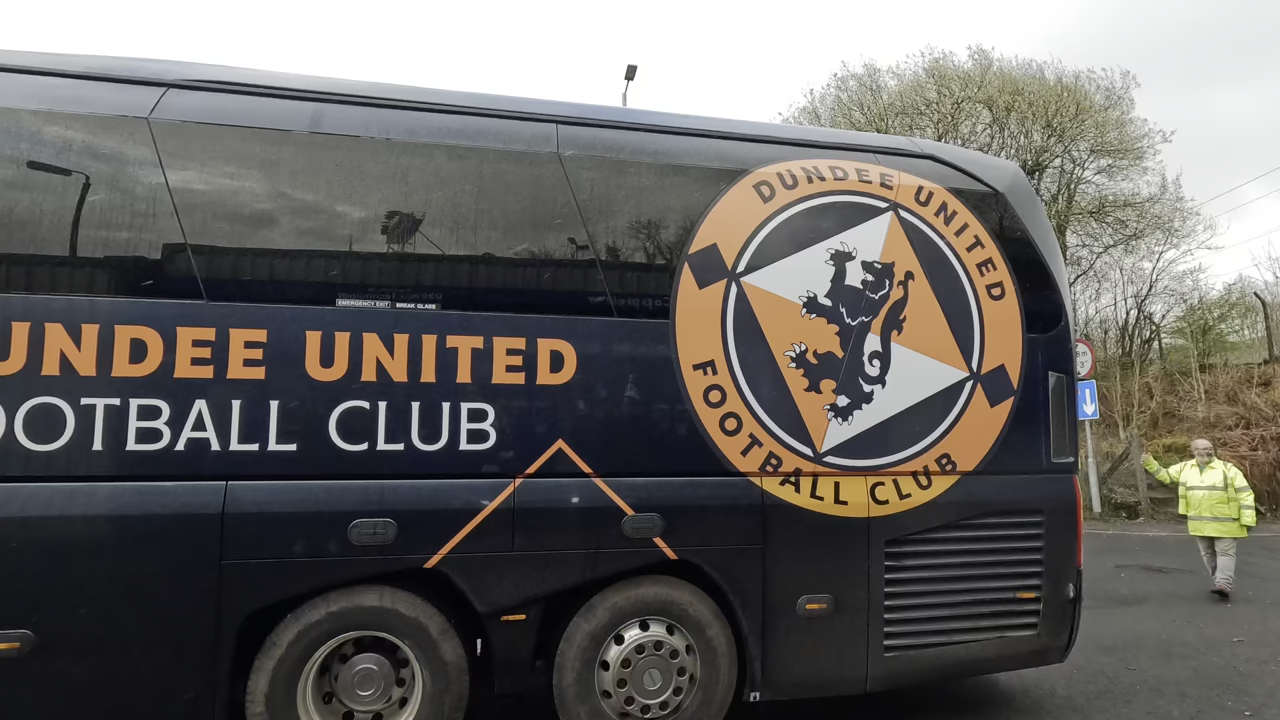 DUNDEE UNITED
FOOTBALL CLUB
UNDEE UNITED
OOTBALL CLUB
EMERGENCY EXIT BREAK GLASS